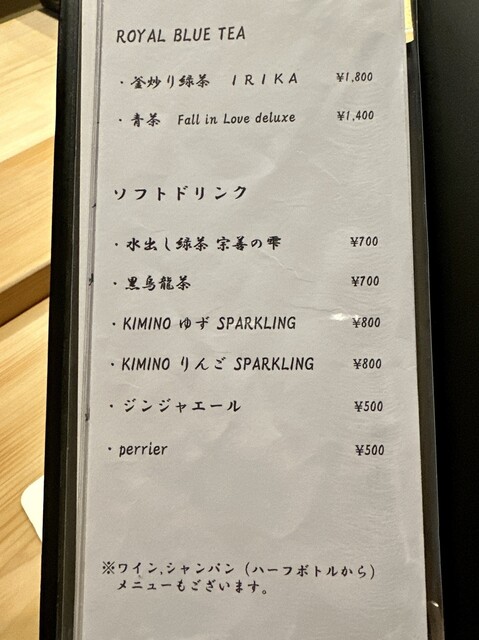 ROYAL BLUE TEA
・釜炒り緑茶 IRIKA ¥1,800
・青茶 Fall in Love deluxe ¥1,400
ソフトドリンク
・水出し緑茶 宗善の雫 ¥700
・黒烏龍茶 ¥700
・KIMINO ゆず SPARKLING ¥800
・KIMINO りんご SPARKLING ¥800
・ジンジャエール ¥500
・perrier ¥500
※ワイン,シャンパン（ハーフボトルから）
メニューもございます。